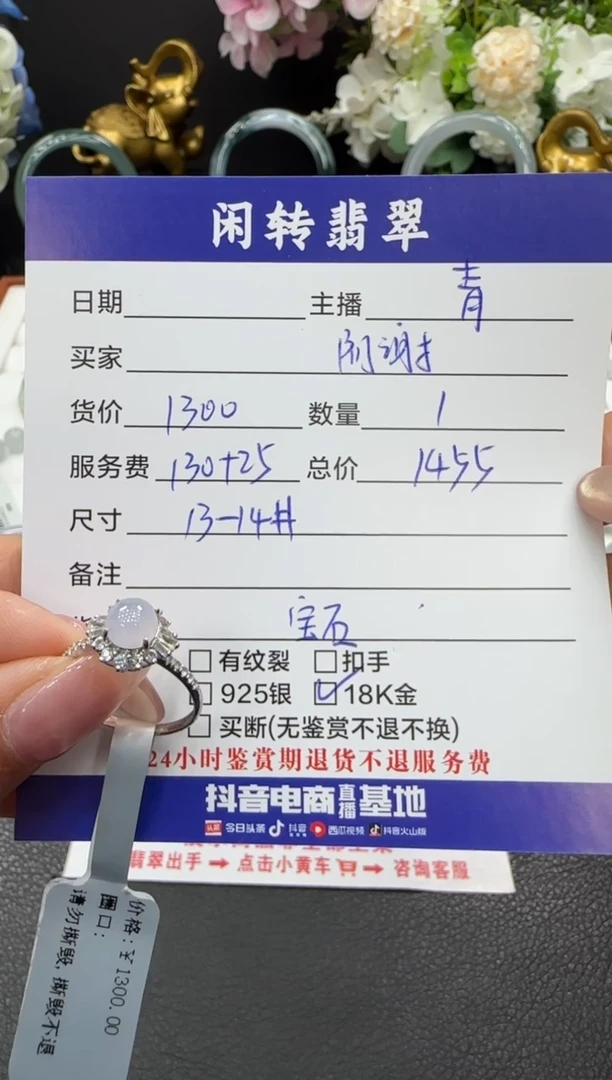 闲转翡翠
日期 主播 青
买家
货价 1300 数量 1
服务费 130+25 总价 1455
尺寸 13-14#
备注
宝石
有纹裂 扣手
925银 18K金
买断(无鉴赏不退不换)
24小时鉴赏期退货不退服务费
抖音电商直播基地
头条 今日头条 抖音 西瓜视频 抖音火山版
翡翠出手 → 点击小黄车 → 咨询客服
价格:¥1300.00
圈口:
请勿撕毁,撕毁不退